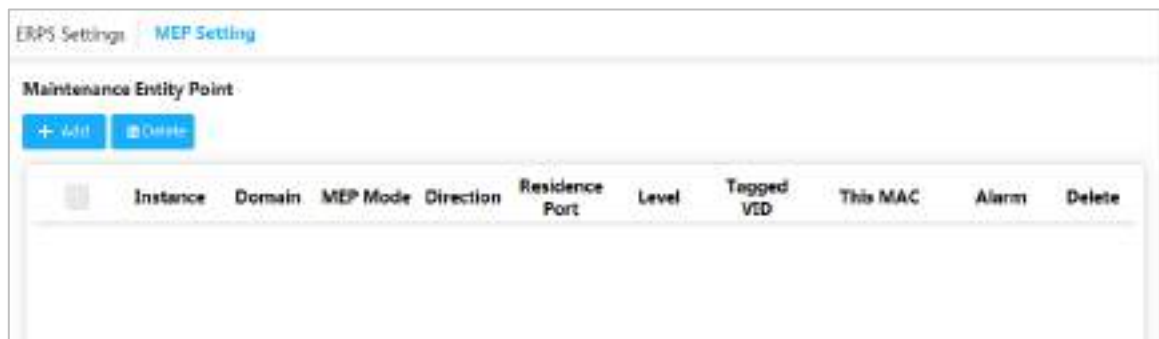 ERPS Settings MEP Setting
Maintenance Entity Point
+ Add Delete
Instance Domain MEP Mode Direction Residence Port Level Tagged VID This MAC Alarm Delete